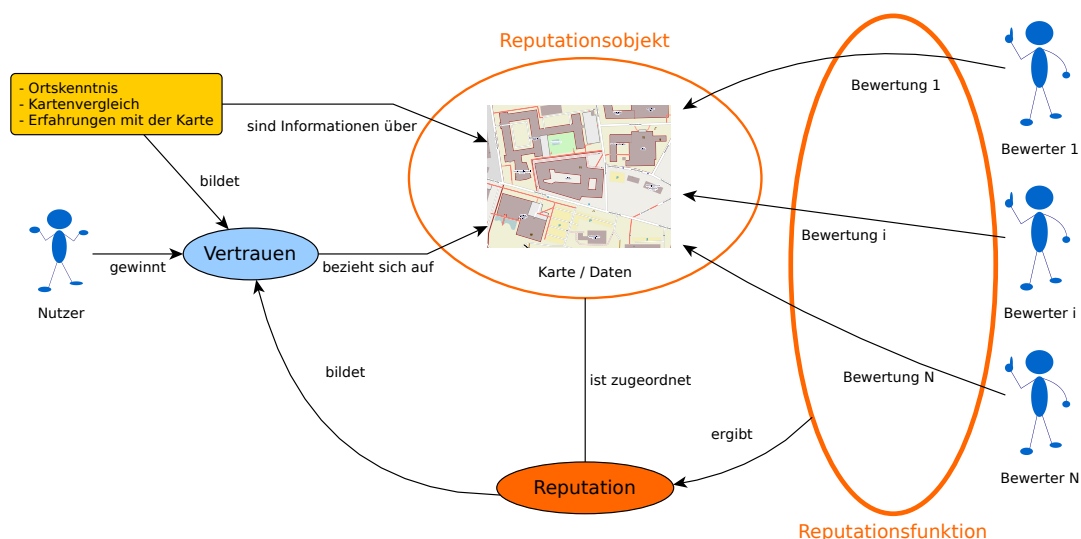 Reputationsobjekt
- Ortskenntnis
- Kartenvergleich
- Erfahrungen mit der Karte
sind Informationen über
Bewertung 1
Bewerter 1
bildet
Vertrauen
gewinnt
bezieht sich auf
Nutzer
Karte / Daten
Bewertung i
Bewerter i
bildet
ist zugeordnet
Bewertung N
ergibt
Bewerter N
Reputation
Reputationsfunktion